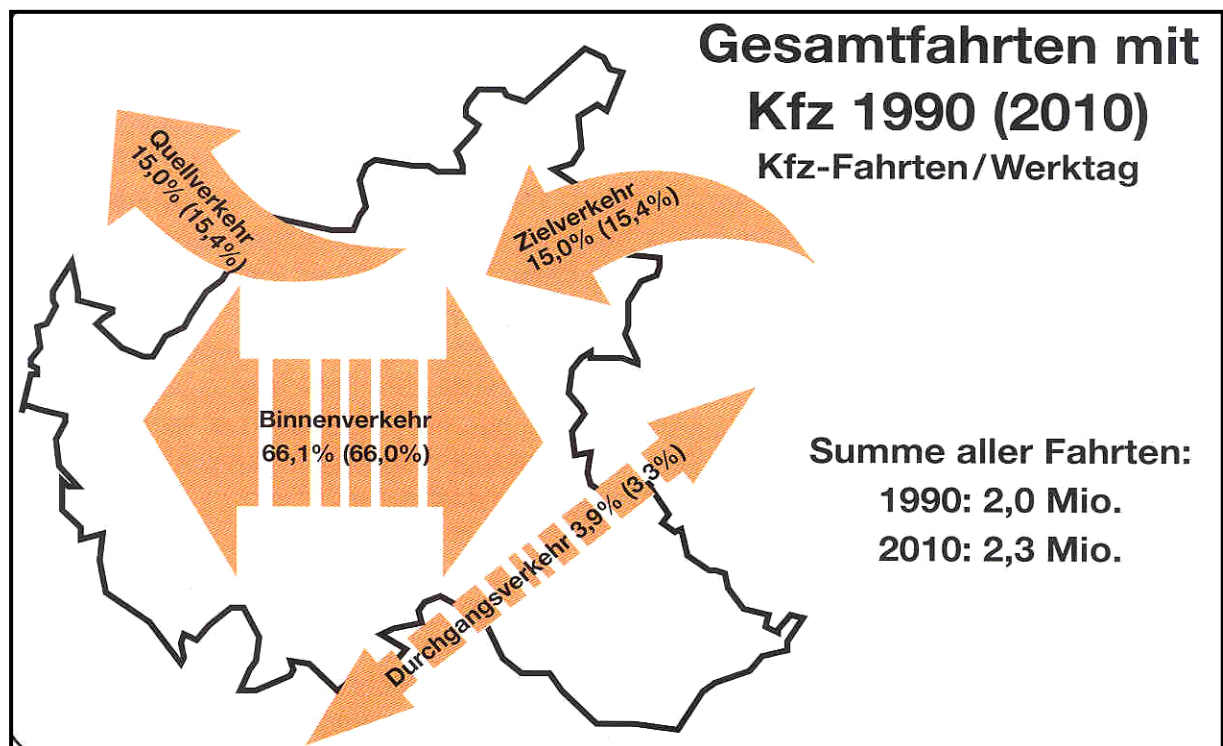 Gesamtfahrten mit
Kfz 1990 (2010)
Kfz-Fahrten/Werktag
Quellverkehr
15,0% (15,4%)
Zielverkehr
15,0% (15,4%)
Binnenverkehr
66,1% (66,0%)
Durchgangsverkehr 3,9% (3,3%)
Summe aller Fahrten:
1990: 2,0 Mio.
2010: 2,3 Mio.